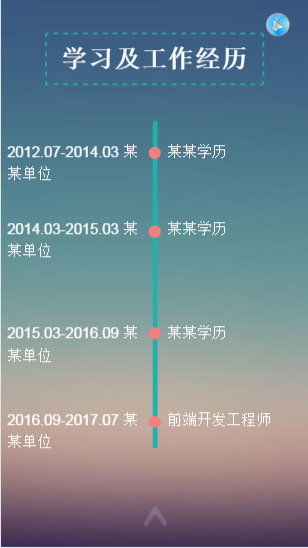 学习及工作经历
2012.07-2014.03 某 某某学历
某单位
2014.03-2015.03 某 某某学历
某单位
2015.03-2016.09 某 某某学历
某单位
2016.09-2017.07 某 前端开发工程师
某单位